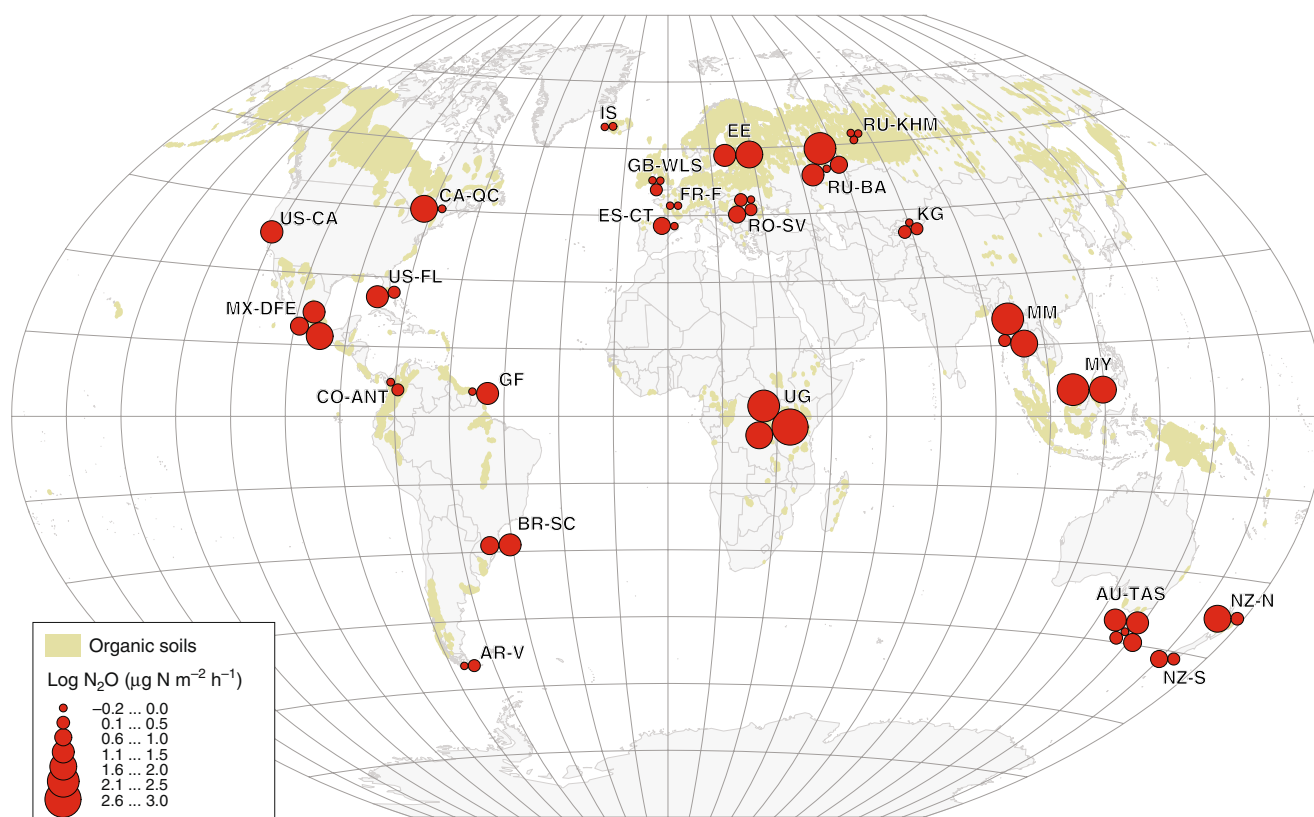 IS
EE
RU-KHM
GB-WLS
RU-BA
CA-QC
FR-F
US-CA
ES-CT
RO-SV
KG
US-FL
MX-DFE
MM
MY
CO-ANT
GF
UG
BR-SC
AU-TAS
NZ-N
AR-V
NZ-S
Organic soils
Log N₂O (µg N m⁻² h⁻¹)
–0.2 ... 0.0
0.1 ... 0.5
0.6 ... 1.0
1.1 ... 1.5
1.6 ... 2.0
2.1 ... 2.5
2.6 ... 3.0